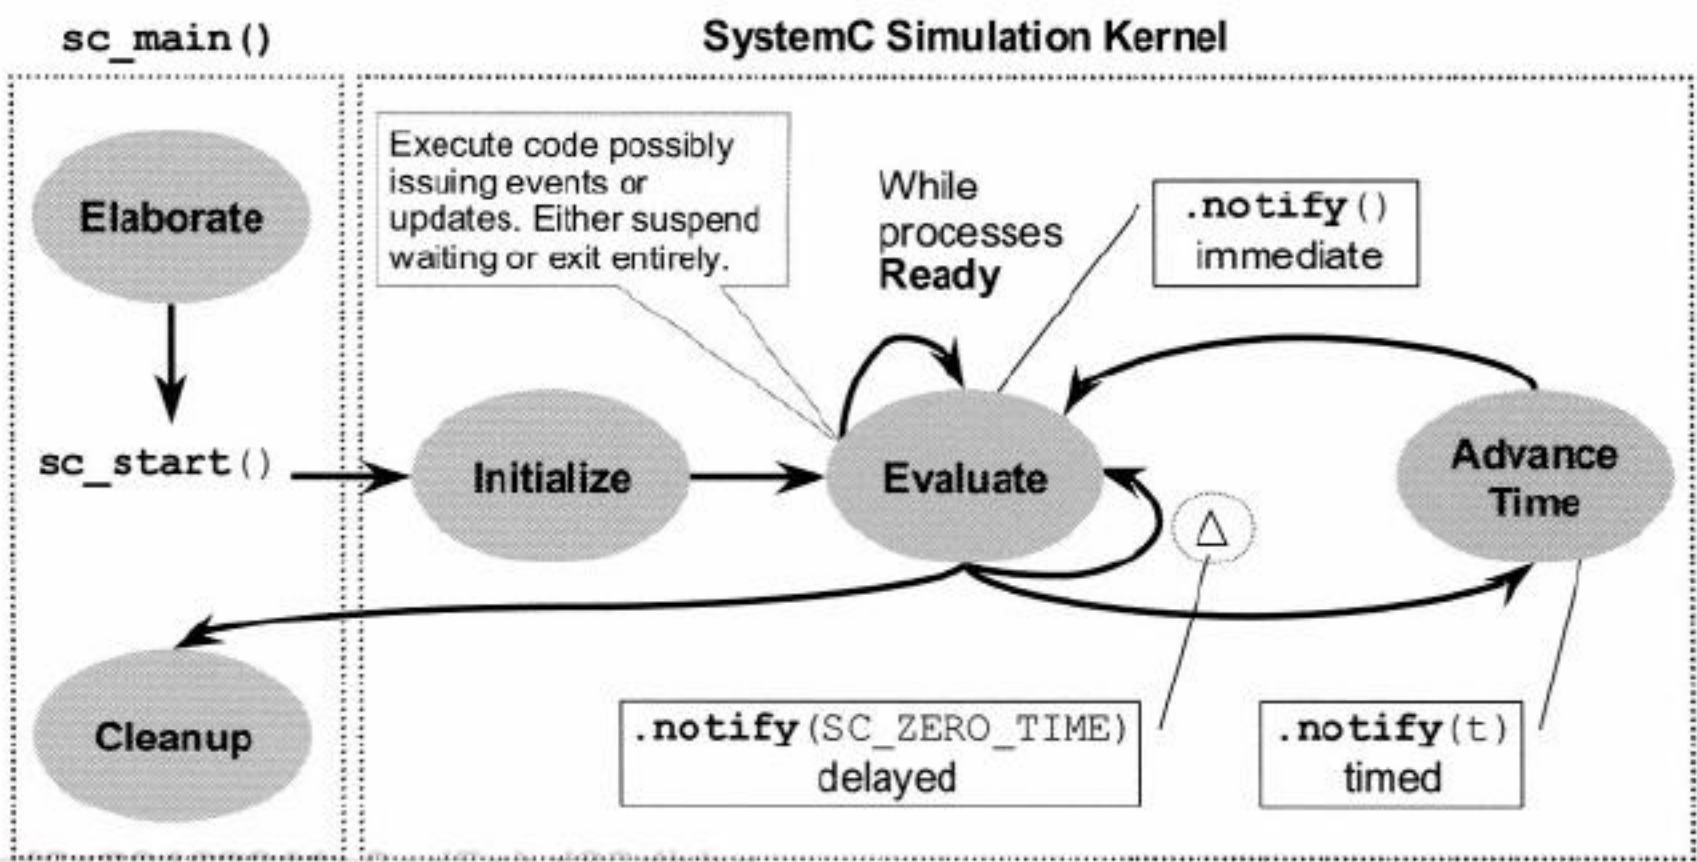 sc_main()
SystemC Simulation Kernel
Elaborate
sc_start()
Cleanup
Execute code possibly
issuing events or
updates. Either suspend
waiting or exit entirely.
While
processes
Ready
.notify()
immediate
Initialize
Evaluate
Advance
Time
Δ
.notify(SC_ZERO_TIME)
delayed
.notify(t)
timed